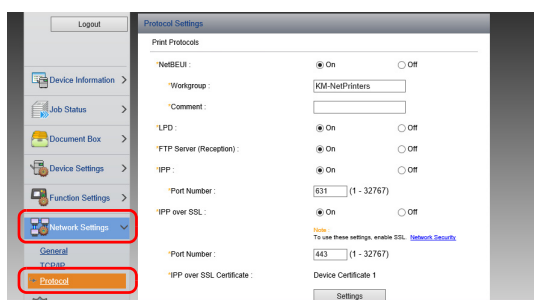 Logout
Protocol Settings
Print Protocols
*NetBEUI : On Off
Device Information
*Workgroup : KM-NetPrinters
*Comment :
Job Status
*LPD : On Off
Document Box
*FTP Server (Reception) : On Off
*IPP : On Off
Device Settings
*Port Number : 631 (1 - 32767)
Function Settings
*IPP over SSL : On Off
Network Settings
Note :
To use these settings, enable SSL. Network Security
General
*Port Number : 443 (1 - 32767)
TCP/IP
*IPP over SSL Certificate : Device Certificate 1
Protocol
Settings